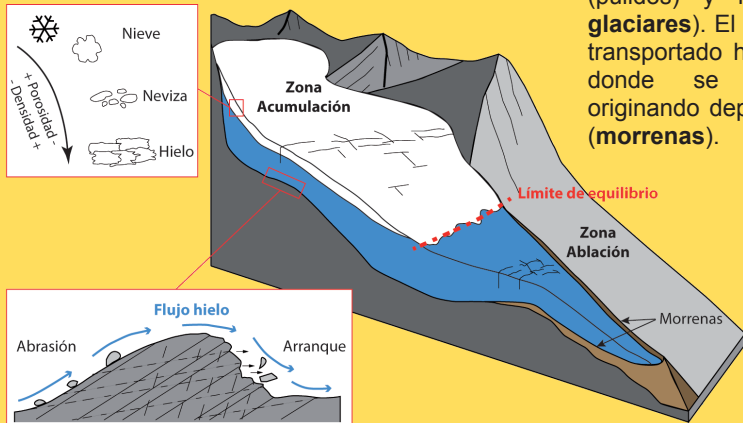 (pulidos) y
glaciares). El
transportado h
donde se
originando dep
(morrenas).
Nieve
Neviza
Hielo
+ Porosidad -
- Densidad +
Zona
Acumulación
Límite de equilibrio
Zona
Ablación
Morrenas
Flujo hielo
Abrasión
Arranque